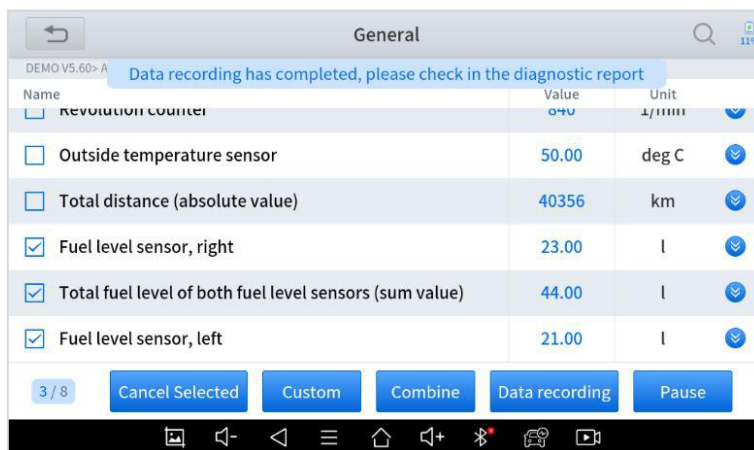 General
11%
DEMO V5.60> A
Data recording has completed, please check in the diagnostic report
Name Value Unit
Revolution counter 840 1/min
Outside temperature sensor 50.00 deg C
Total distance (absolute value) 40356 km
Fuel level sensor, right 23.00 l
Total fuel level of both fuel level sensors (sum value) 44.00 l
Fuel level sensor, left 21.00 l
3 / 8 Cancel Selected Custom Combine Data recording Pause